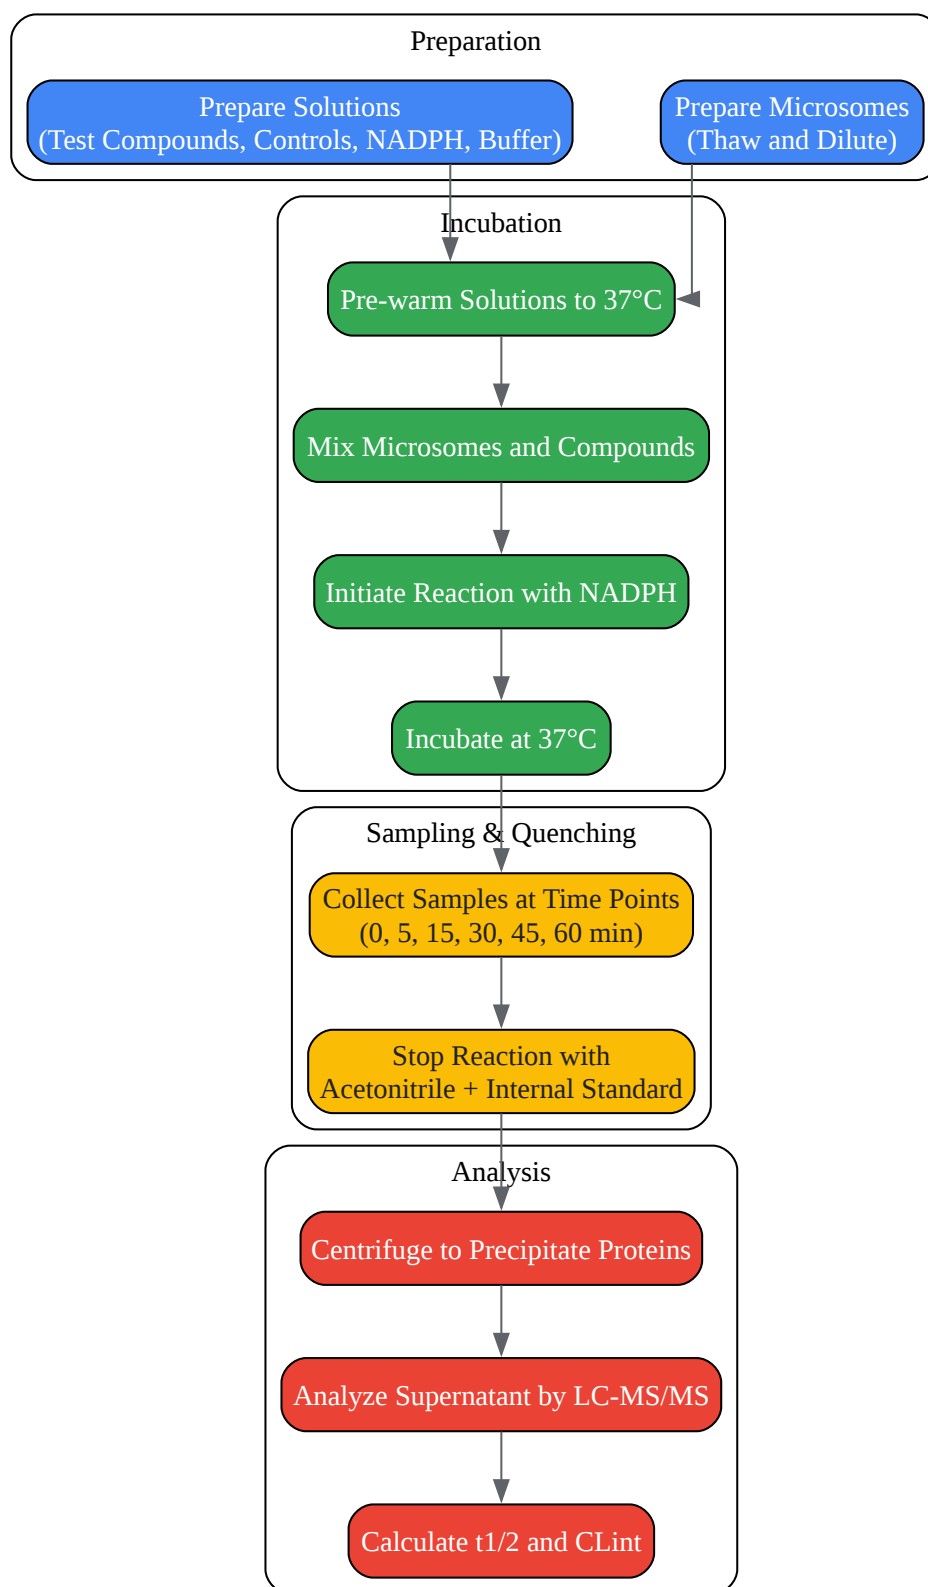 Preparation
Prepare Solutions
(Test Compounds, Controls, NADPH, Buffer)
Prepare Microsomes
(Thaw and Dilute)
Incubation
Pre-warm Solutions to 37°C
Mix Microsomes and Compounds
Initiate Reaction with NADPH
Incubate at 37°C
Sampling & Quenching
Collect Samples at Time Points
(0, 5, 15, 30, 45, 60 min)
Stop Reaction with
Acetonitrile + Internal Standard
Analysis
Centrifuge to Precipitate Proteins
Analyze Supernatant by LC-MS/MS
Calculate t1/2 and CLint